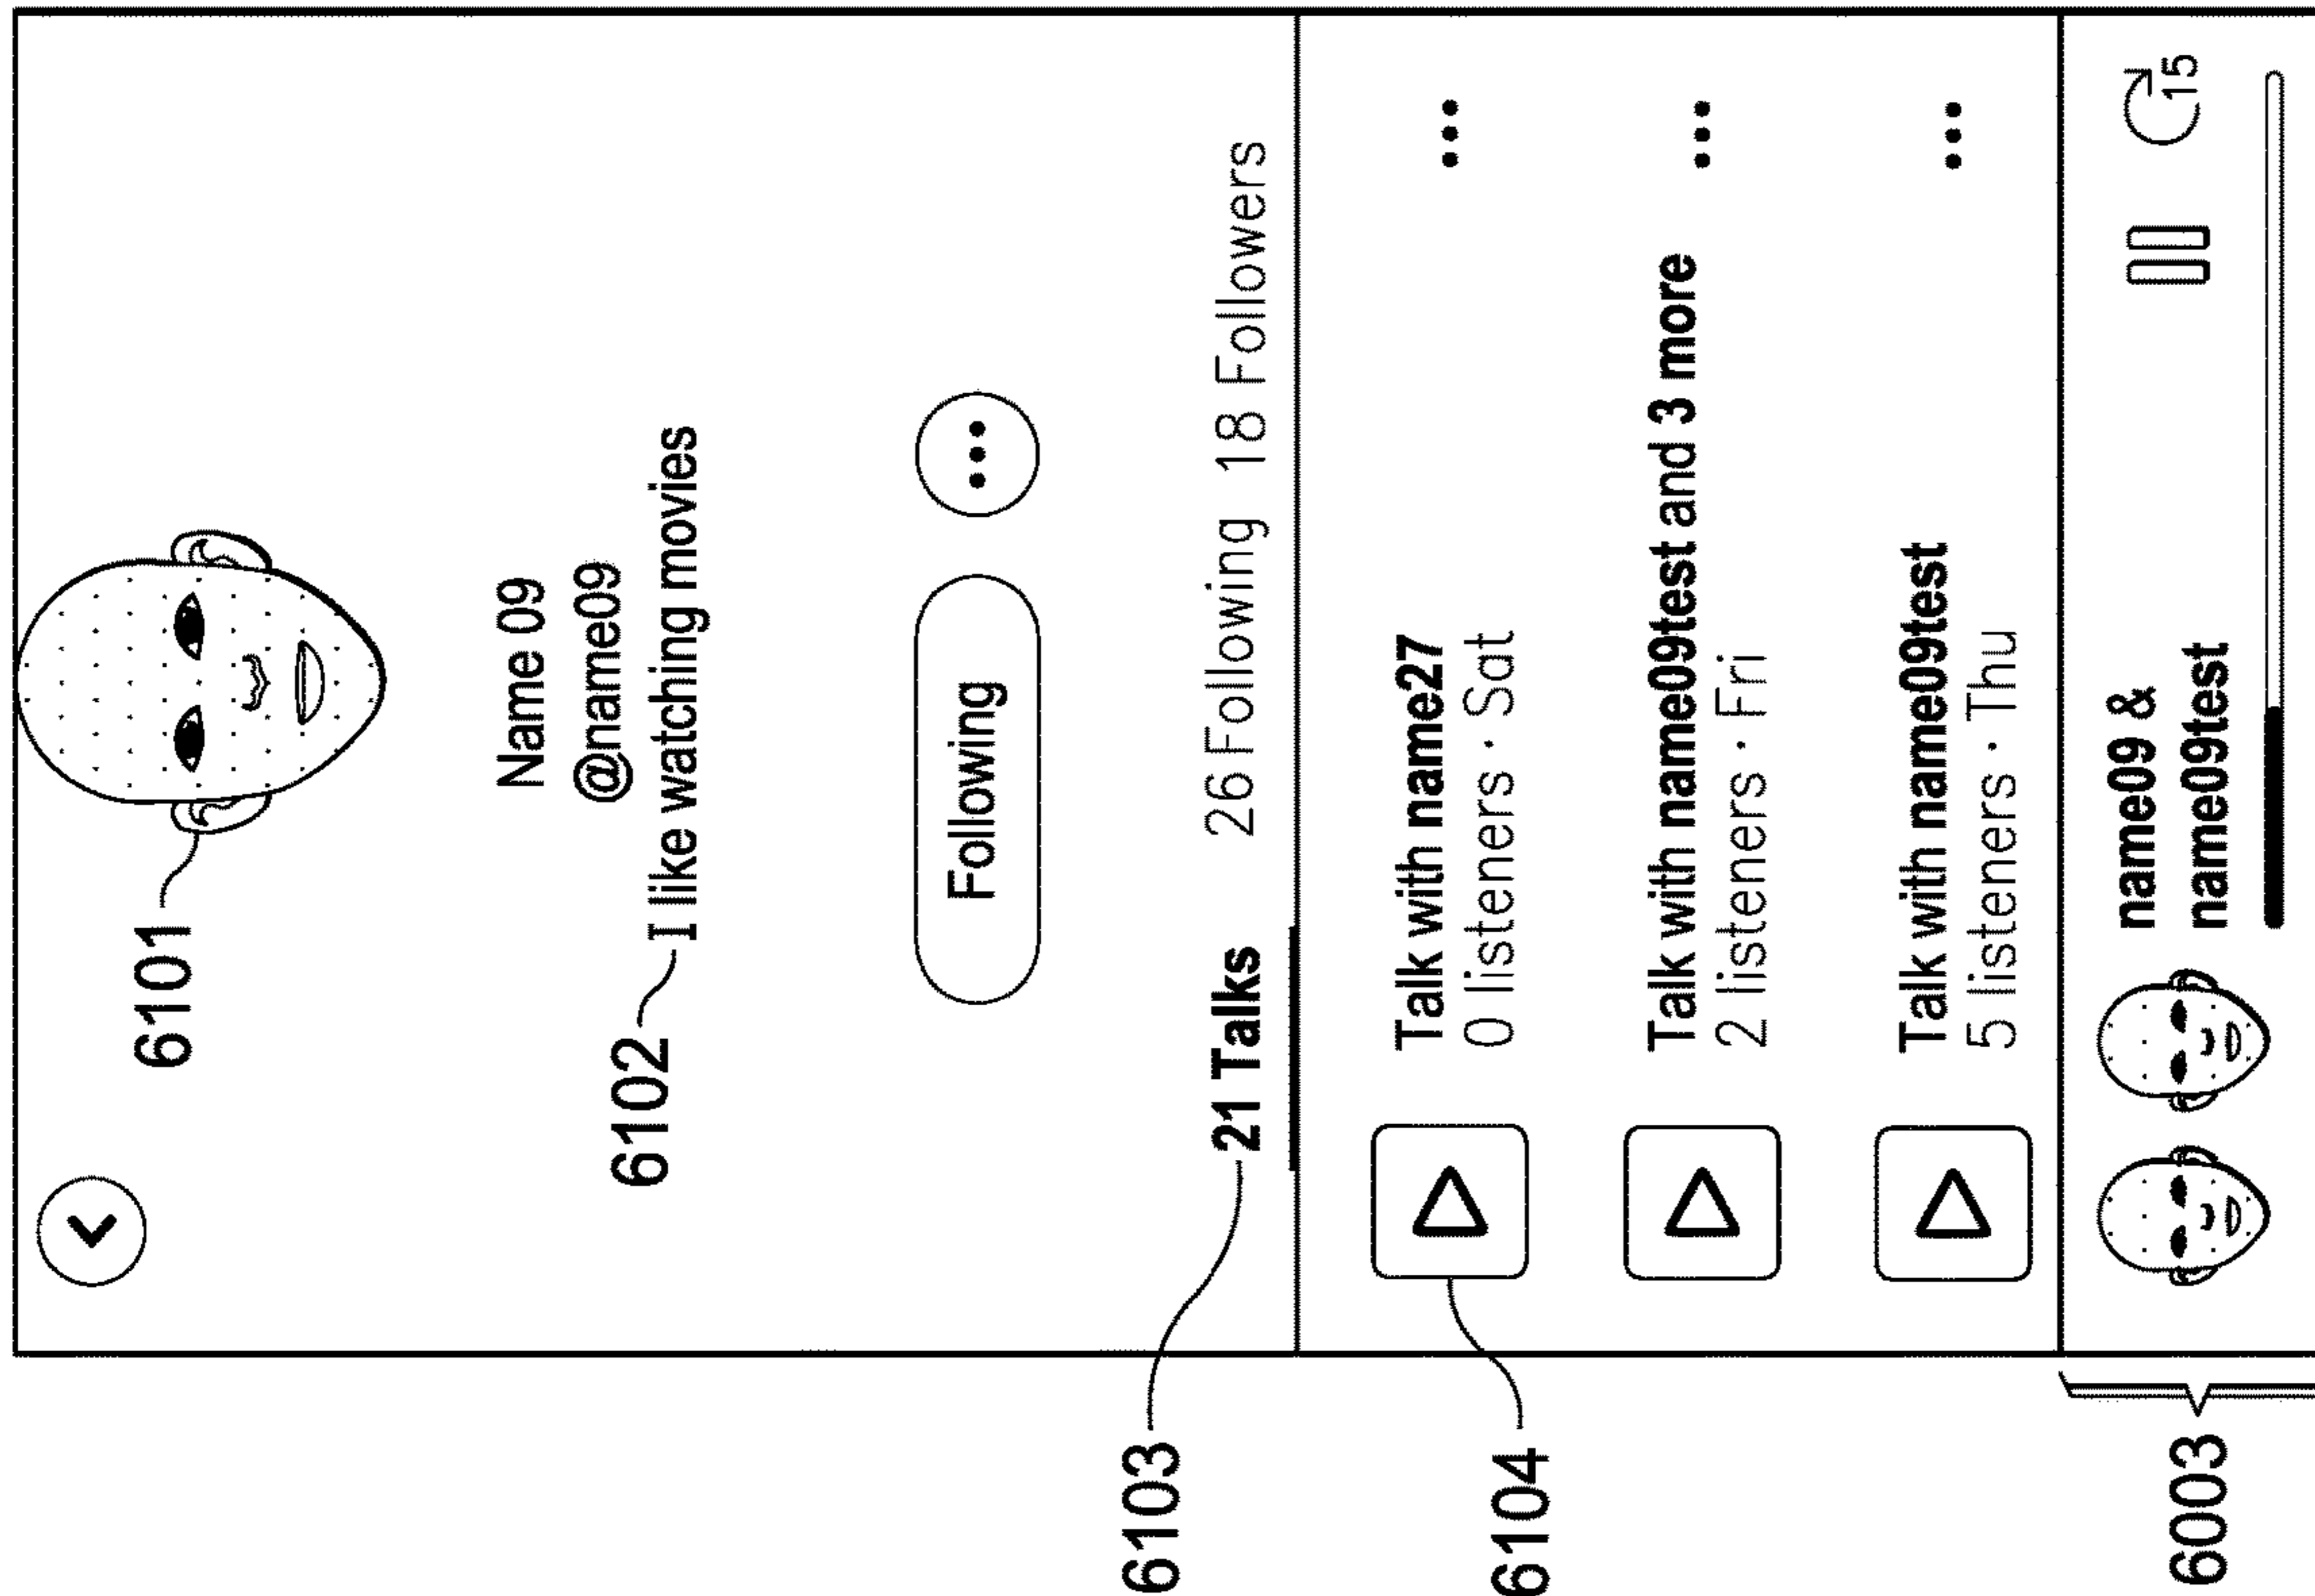 6101
Name 09
@name09
6102
I like watching movies
Following
6103
21 Talks 26 Following 18 Followers
6104
Talk with name27
0 listeners · Sat
Talk with name09test and 3 more
2 listeners · Fri
Talk with name09test
5 listeners · Thu
6003
name09 &
name09test
15